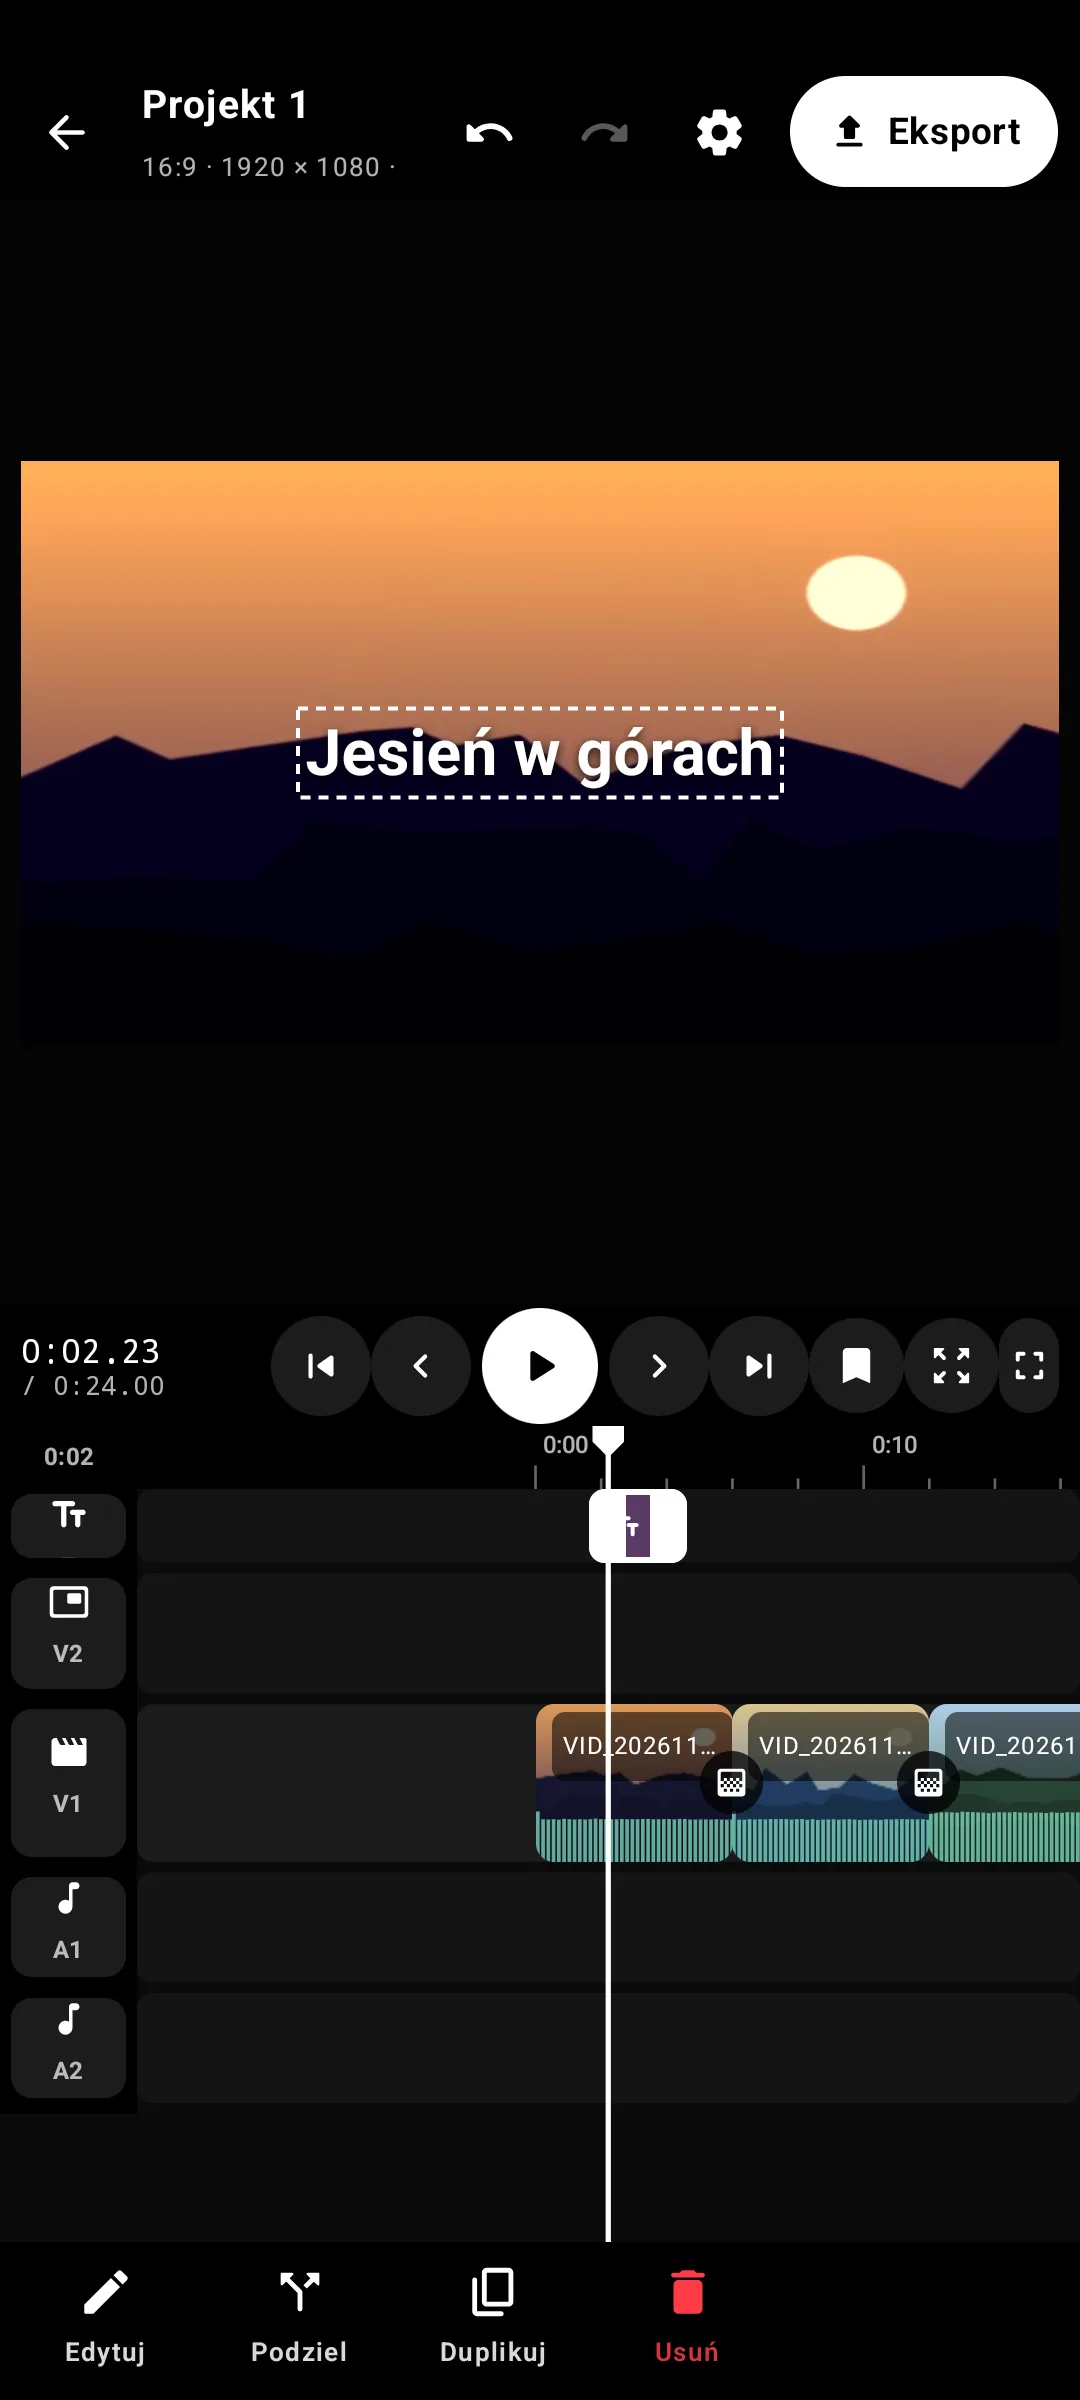 Projekt 1
16:9 · 1920 × 1080 ·
Eksport
Jesień w górach
0:02.23
/ 0:24.00
0:02
0:00
0:10
V2
V1
VID_202611…
VID_202611…
VID_20261
A1
A2
Edytuj
Podziel
Duplikuj
Usuń